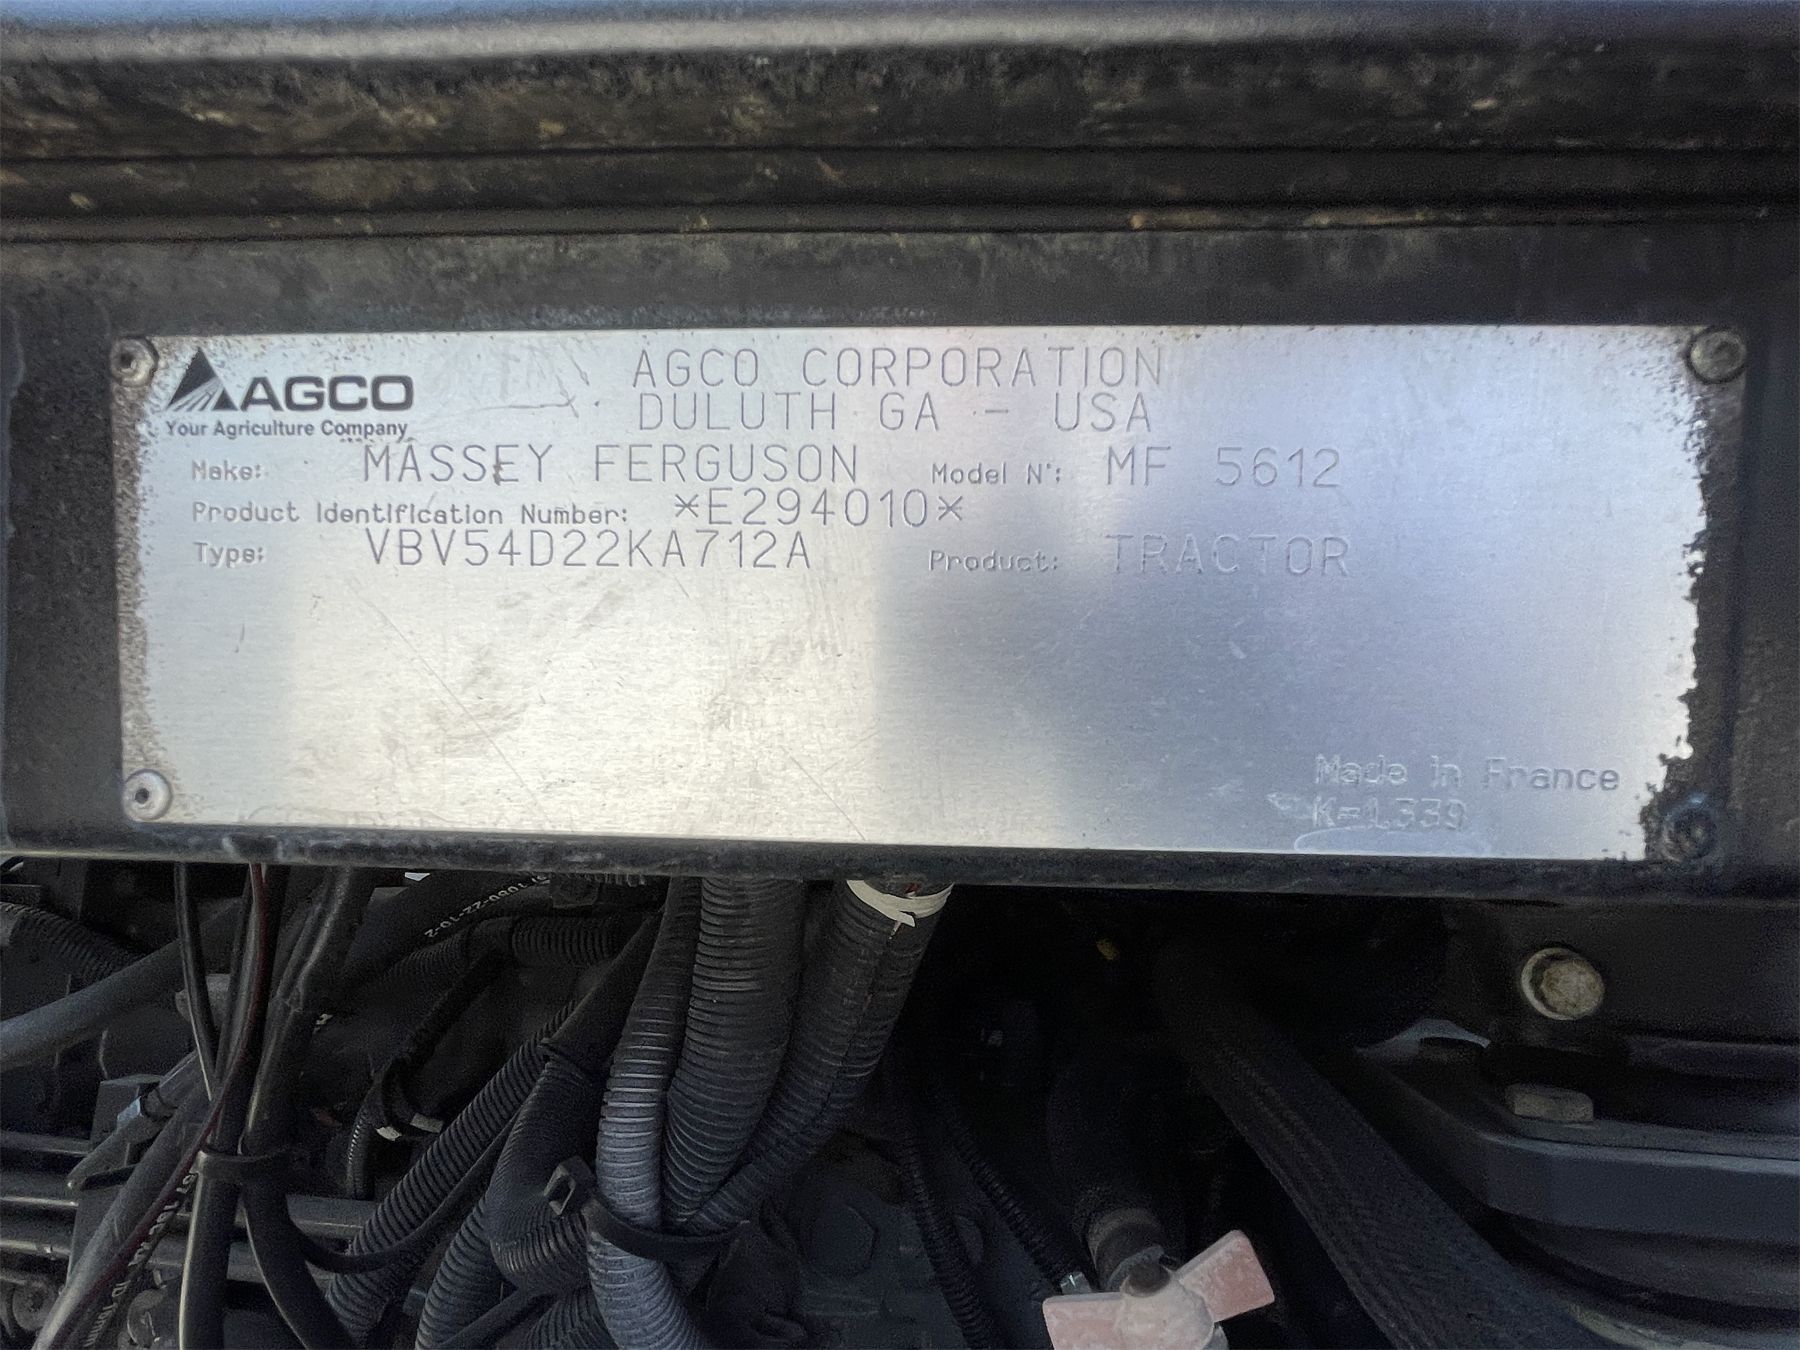 AGCO
Your Agriculture Company
AGCO CORPORATION
DULUTH GA - USA
Make: MASSEY FERGUSON Model N°: MF 5612
Product Identification Number: *E294010*
Type: VBV54D22KA712A Product: TRACTOR
Made in France
K=1.339